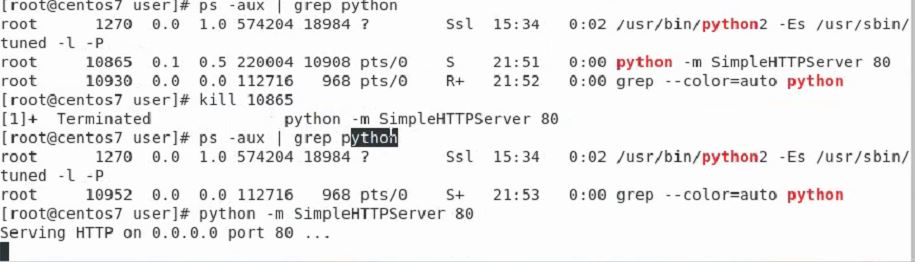 [root@centos7 user]# ps -aux | grep python
root      1270  0.0  1.0 574204 18984 ?        Ssl  15:34   0:02 /usr/bin/python2 -Es /usr/sbin/
tuned -l -P
root     10865  0.1  0.5 220004 10908 pts/0    S    21:51   0:00 python -m SimpleHTTPServer 80
root     10930  0.0  0.0 112716   968 pts/0    R+   21:52   0:00 grep --color=auto python
[root@centos7 user]# kill 10865
[1]+  Terminated              python -m SimpleHTTPServer 80
[root@centos7 user]# ps -aux | grep python
root      1270  0.0  1.0 574204 18984 ?        Ssl  15:34   0:02 /usr/bin/python2 -Es /usr/sbin/
tuned -l -P
root     10952  0.0  0.0 112716   968 pts/0    S+   21:53   0:00 grep --color=auto python
[root@centos7 user]# python -m SimpleHTTPServer 80
Serving HTTP on 0.0.0.0 port 80 ...